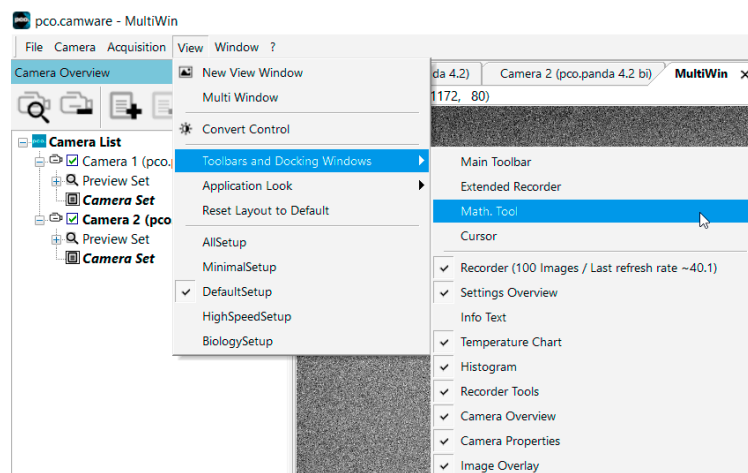 pco.camware - MultiWin
File Camera Acquisition View Window ?
Camera Overview
New View Window
Multi Window
Convert Control
Toolbars and Docking Windows
Application Look
Reset Layout to Default
AllSetup
MinimalSetup
DefaultSetup
HighSpeedSetup
BiologySetup
da 4.2) Camera 2 (pco.panda 4.2 bi) MultiWin ×
1172, 80)
Main Toolbar
Extended Recorder
Math. Tool
Cursor
Recorder (100 Images / Last refresh rate ~40.1)
Settings Overview
Info Text
Temperature Chart
Histogram
Recorder Tools
Camera Overview
Camera Properties
Image Overlay
Camera List
Camera 1 (pco.
Preview Set
Camera Set
Camera 2 (pco
Preview Set
Camera Set